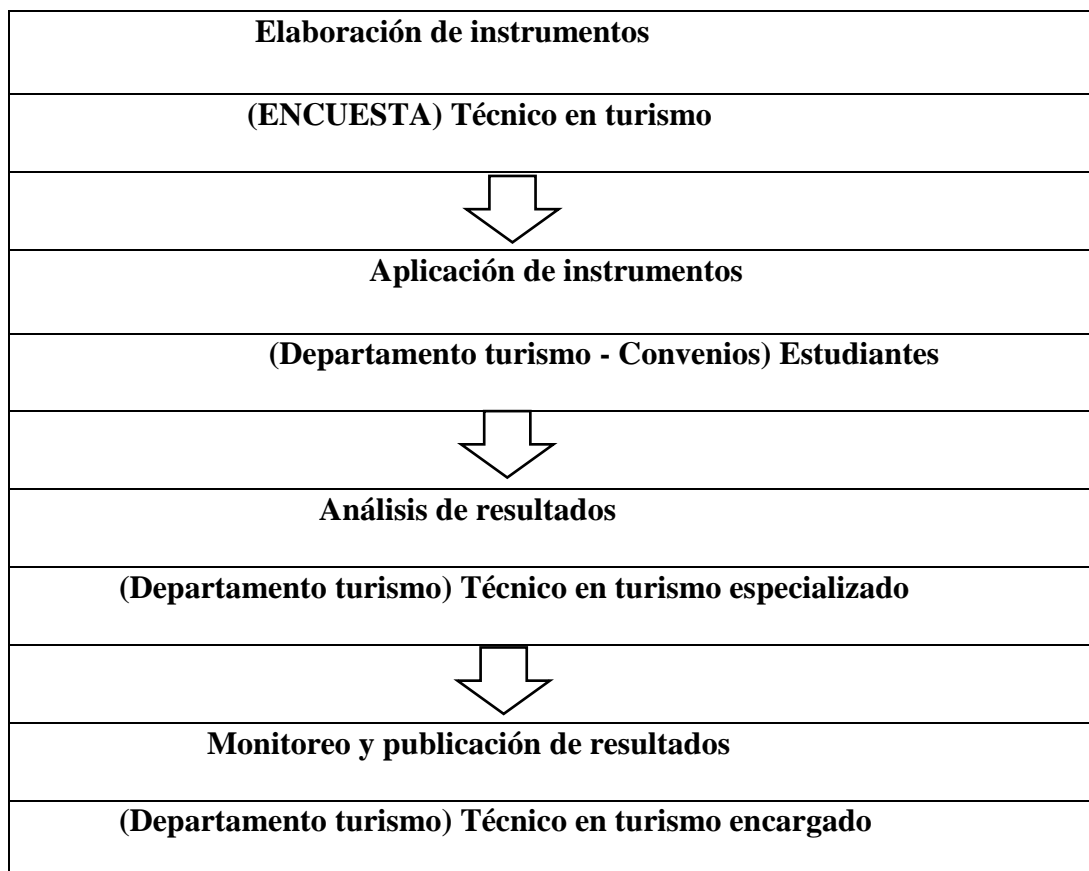 Elaboración de instrumentos
(ENCUESTA) Técnico en turismo
Aplicación de instrumentos
(Departamento turismo - Convenios) Estudiantes
Análisis de resultados
(Departamento turismo) Técnico en turismo especializado
Monitoreo y publicación de resultados
(Departamento turismo) Técnico en turismo encargado